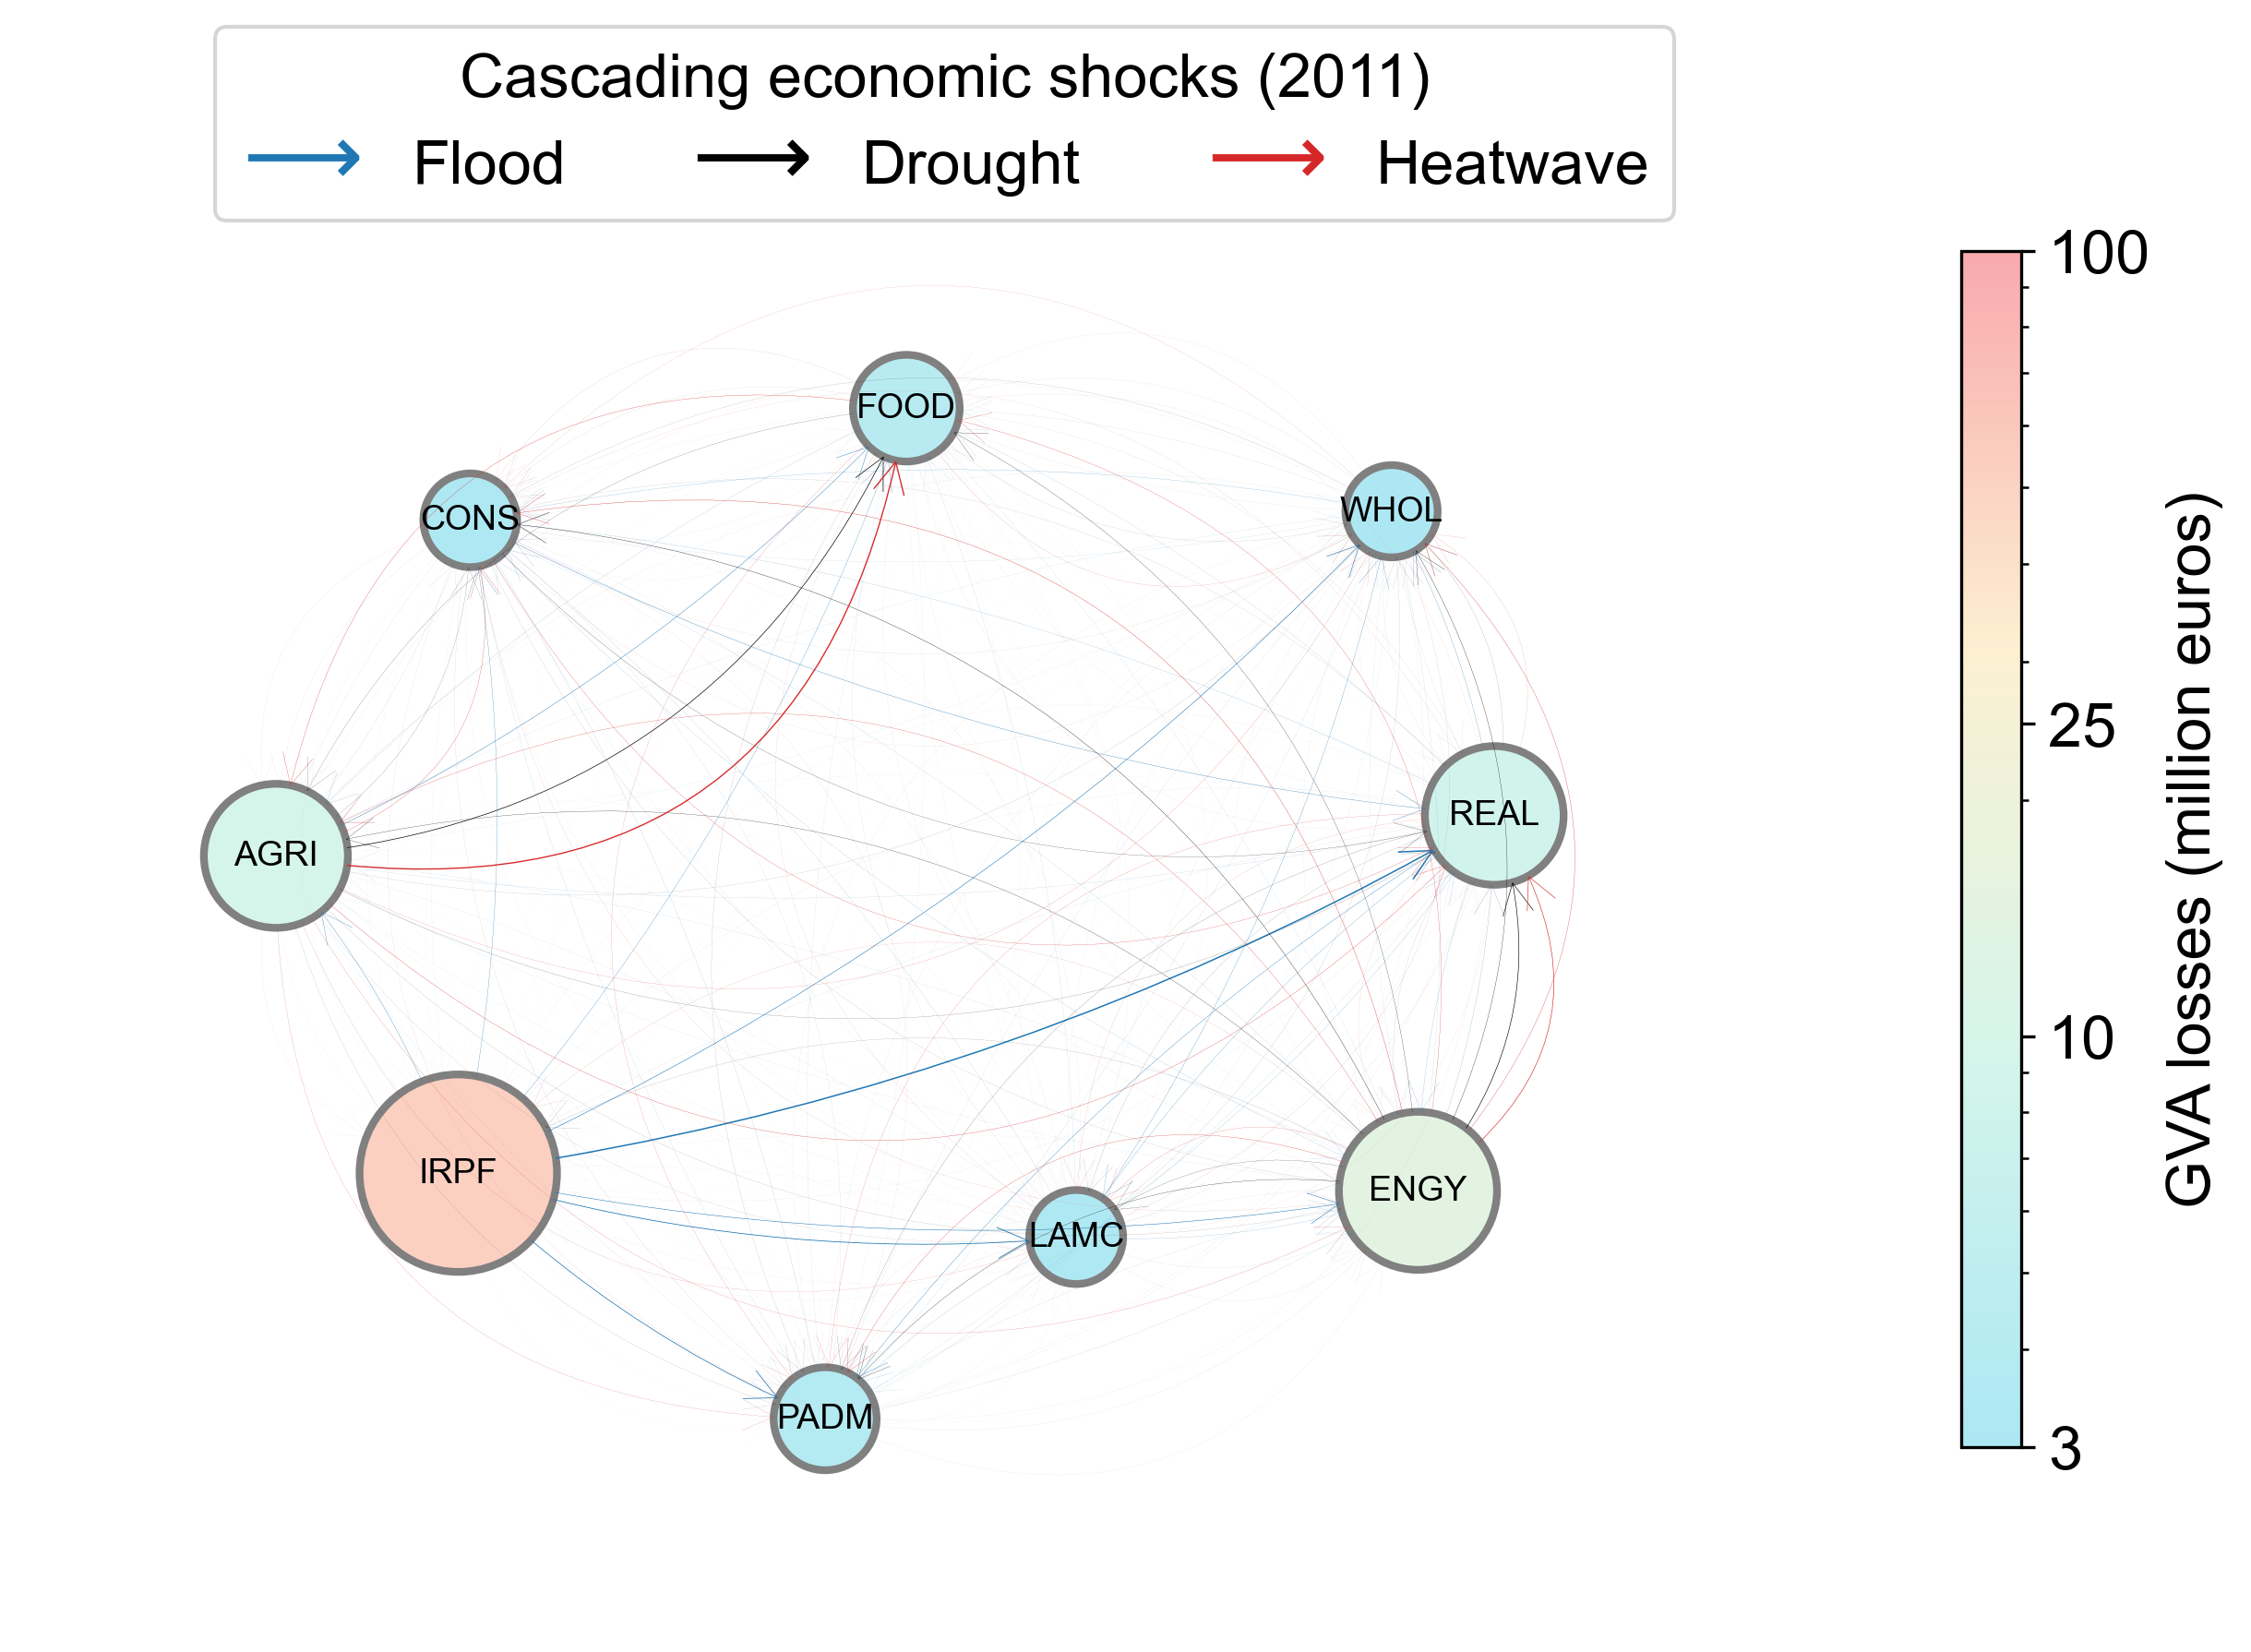 Cascading economic shocks (2011)
Flood Drought Heatwave
100
FOOD
CONS
WHOL
25
REAL
AGRI
GVA losses (million euros)
10
IRPF
ENGY
LAMC
PADM
3